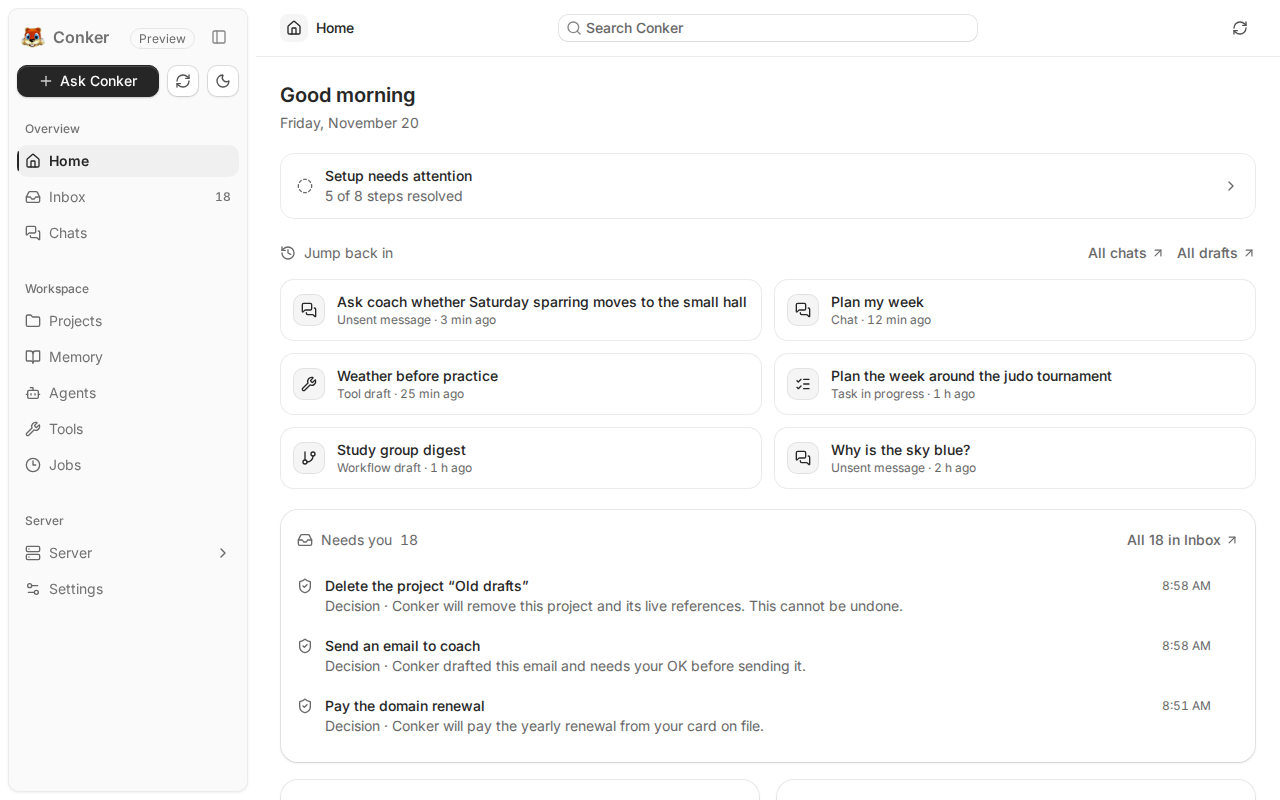 Conker
Preview
Ask Conker
Overview
Home
Inbox 18
Chats
Workspace
Projects
Memory
Agents
Tools
Jobs
Server
Server
Settings
Home
Search Conker
Good morning
Friday, November 20
Setup needs attention
5 of 8 steps resolved
Jump back in
All chats
All drafts
Ask coach whether Saturday sparring moves to the small hall
Unsent message · 3 min ago
Plan my week
Chat · 12 min ago
Weather before practice
Tool draft · 25 min ago
Plan the week around the judo tournament
Task in progress · 1 h ago
Study group digest
Workflow draft · 1 h ago
Why is the sky blue?
Unsent message · 2 h ago
Needs you 18
All 18 in Inbox
Delete the project “Old drafts”
8:58 AM
Decision · Conker will remove this project and its live references. This cannot be undone.
Send an email to coach
8:58 AM
Decision · Conker drafted this email and needs your OK before sending it.
Pay the domain renewal
8:51 AM
Decision · Conker will pay the yearly renewal from your card on file.